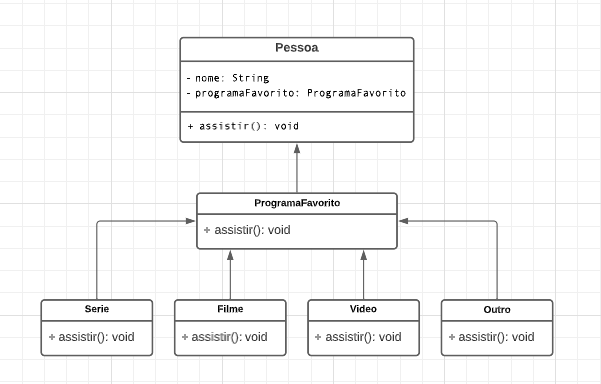 Pessoa
- nome: String
- programaFavorito: ProgramaFavorito
+ assistir(): void
ProgramaFavorito
+ assistir(): void
Serie
+ assistir(): void
Filme
+ assistir(): void
Video
+ assistir(): void
Outro
+ assistir(): void